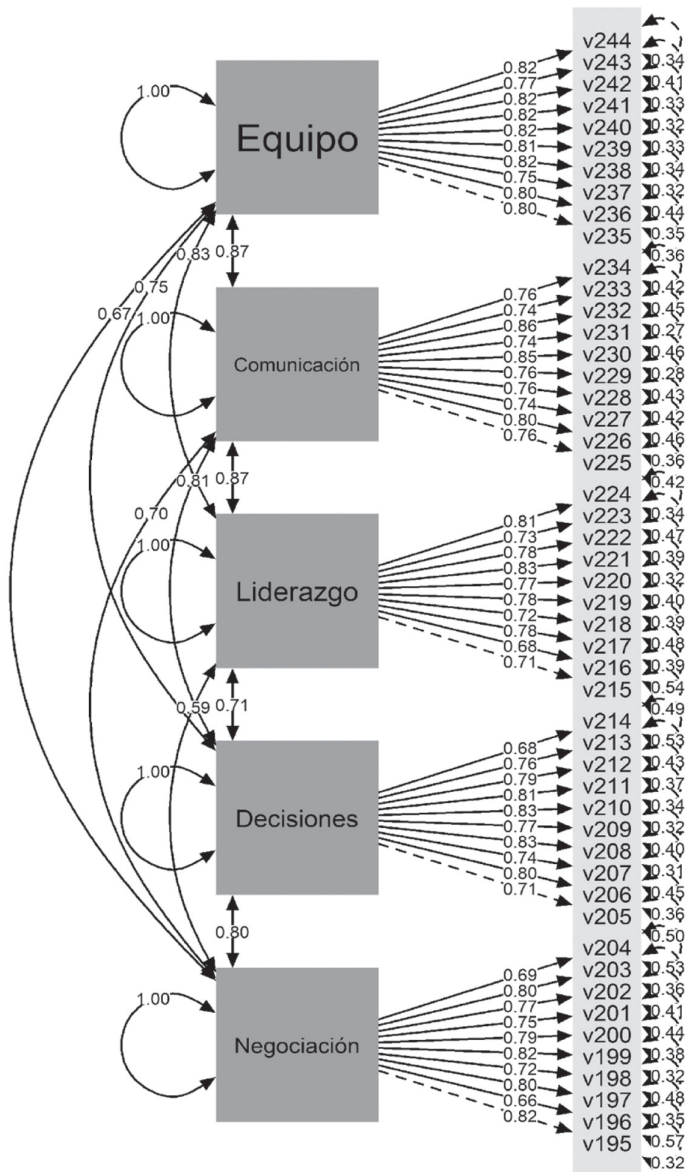 v244
0.82
v243
0.34
1.00
0.77
v242
0.41
0.82
v241
0.33
Equipo
0.82
v240
0.32
0.82
v239
0.33
0.81
v238
0.34
0.82
v237
0.32
0.75
v236
0.44
0.80
v235
0.35
0.80
0.36
0.83
0.87
v234
0.75
0.76
v233
0.42
0.67
1.00
0.74
v232
0.45
0.86
v231
0.27
Comunicación
0.74
v230
0.46
0.85
v229
0.28
0.76
v228
0.43
0.76
v227
0.42
0.74
v226
0.46
0.80
v225
0.36
0.76
0.42
0.81
0.87
v224
0.70
0.81
v223
0.34
1.00
0.73
v222
0.47
0.78
v221
0.39
Liderazgo
0.83
v220
0.32
0.77
v219
0.40
0.78
v218
0.39
0.72
v217
0.48
0.78
v216
0.39
0.68
v215
0.54
0.71
0.49
0.59
0.71
v214
0.68
v213
0.53
1.00
0.76
v212
0.43
0.79
v211
0.37
Decisiones
0.81
v210
0.34
0.83
v209
0.32
0.77
v208
0.40
0.83
v207
0.31
0.74
v206
0.45
0.80
v205
0.36
0.71
0.50
0.80
v204
0.69
v203
0.53
1.00
0.80
v202
0.36
0.77
v201
0.41
Negociación
0.75
v200
0.44
0.79
v199
0.38
0.82
v198
0.32
0.72
v197
0.48
0.80
v196
0.35
0.66
v195
0.57
0.82
0.32